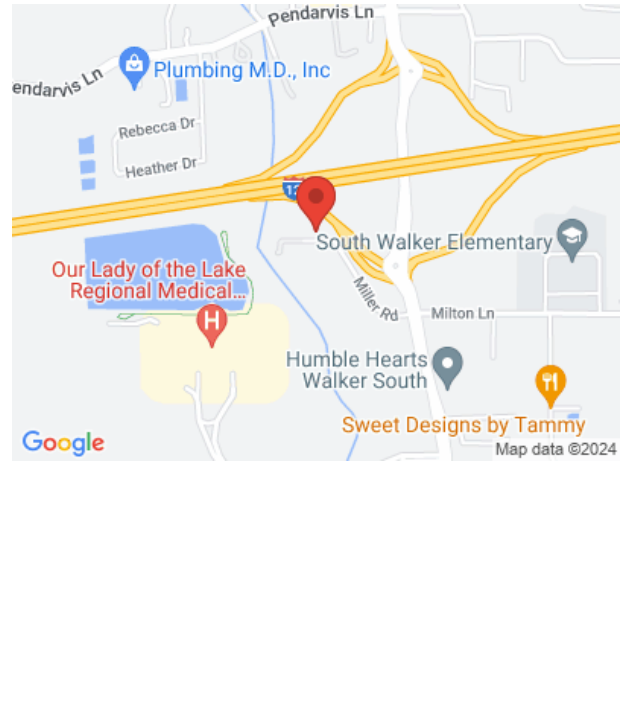 Pendarvis Ln
endarvis Ln
Plumbing M.D., Inc
Rebecca Dr
Heather Dr
South Walker Elementary
Our Lady of the Lake
Regional Medical...
H
Miller Rd
Milton Ln
Humble Hearts
Walker South
Sweet Designs by Tammy
Google
Map data ©2024